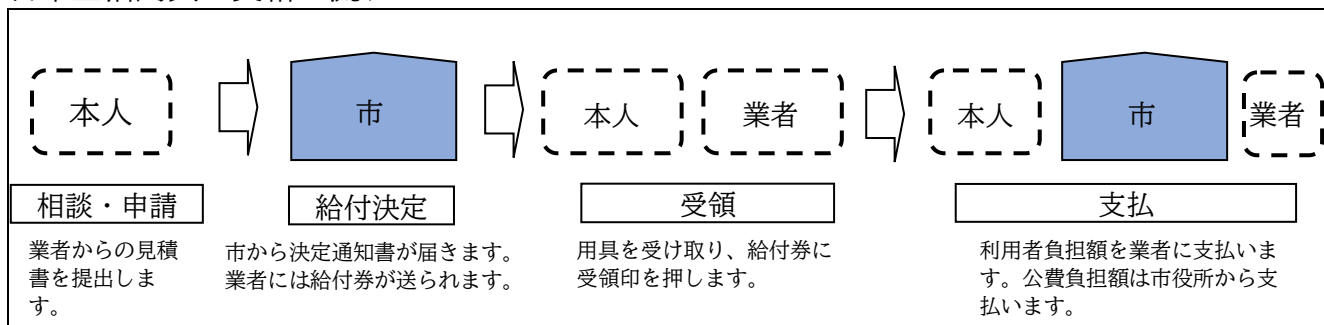 本人
市
本人
業者
本人
市
業者
相談・申請
給付決定
受領
支払
業者からの見積
書を提出しま
す。
市から決定通知書が届きます。
業者には給付券が送られます。
用具を受け取り、給付券に
受領印を押します。
利用者負担額を業者に支払いま
す。公費負担額は市役所から支
払います。